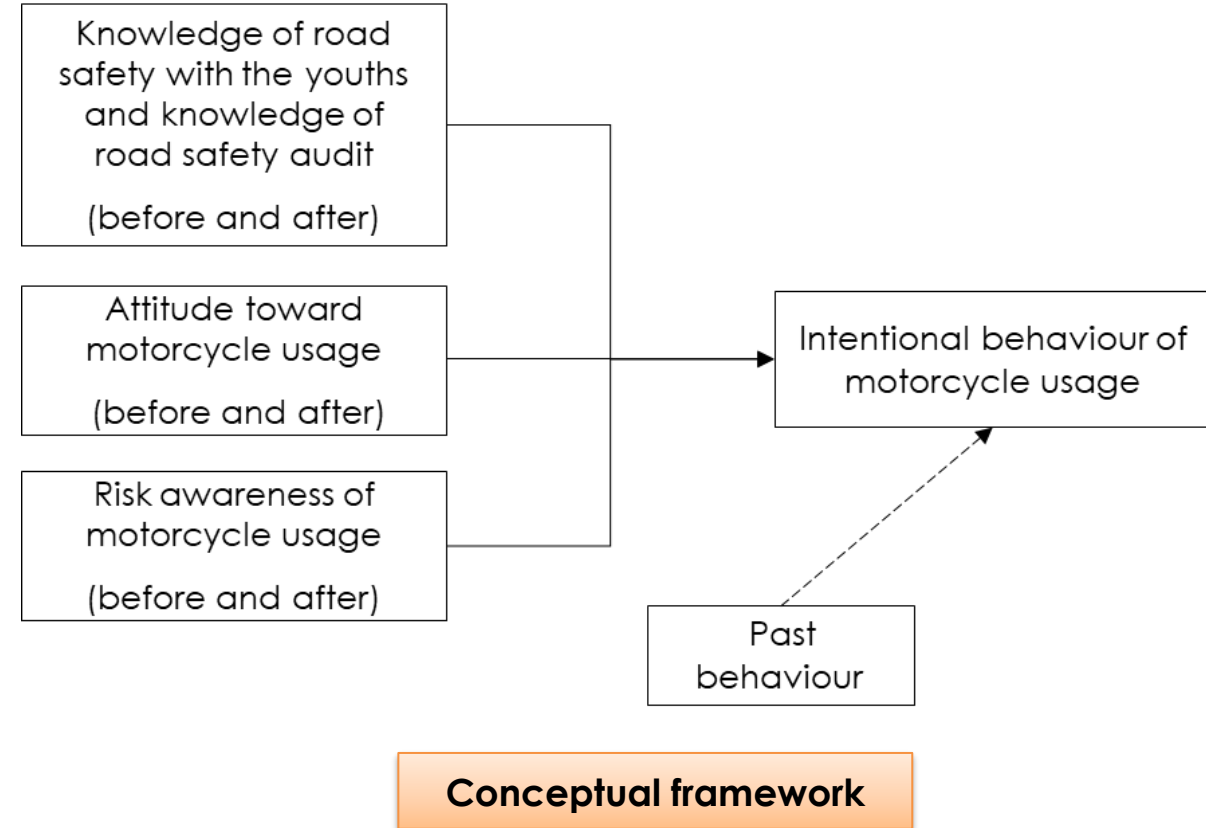 Knowledge of road
safety with the youths
and knowledge of
road safety audit
(before and after)
Attitude toward
motorcycle usage
(before and after)
Risk awareness of
motorcycle usage
(before and after)
Intentional behaviour of
motorcycle usage
Past
behaviour
Conceptual framework